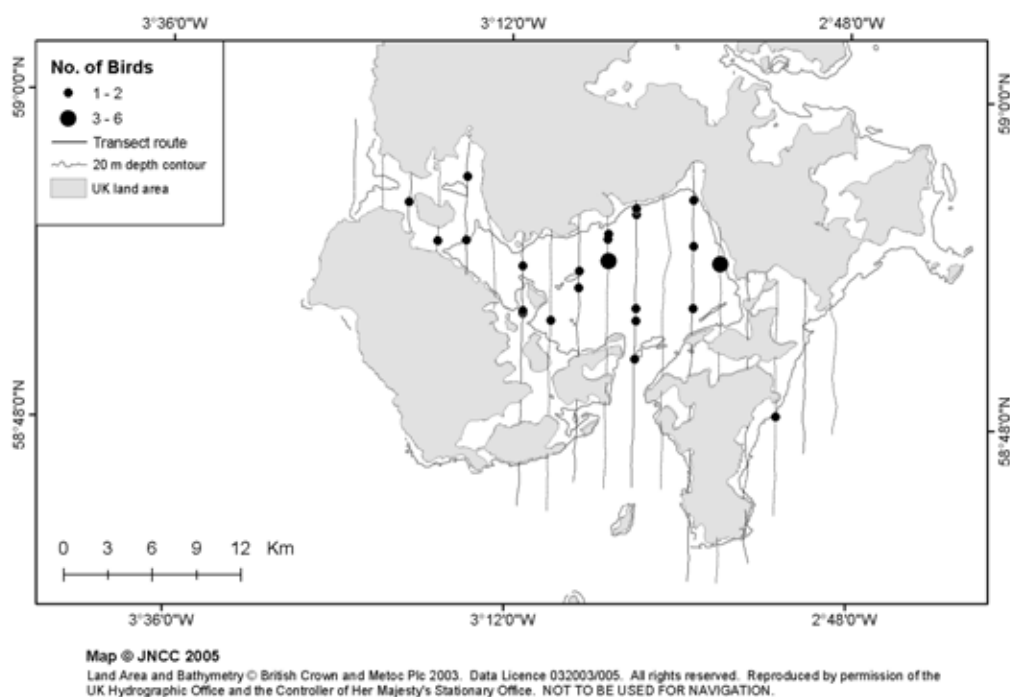 3°36'0"W 3°12'0"W 2°48'0"W
No. of Birds
1 - 2
3 - 6
Transect route
20 m depth contour
UK land area
59°0'0"N
59°0'0"N
58°48'0"N
58°48'0"N
0 3 6 9 12 Km
3°36'0"W 3°12'0"W 2°48'0"W
Map © JNCC 2005
Land Area and Bathymetry © British Crown and Metoc Plc 2003. Data Licence 032003/005. All rights reserved. Reproduced by permission of the
UK Hydrographic Office and the Controller of Her Majesty's Stationary Office. NOT TO BE USED FOR NAVIGATION.